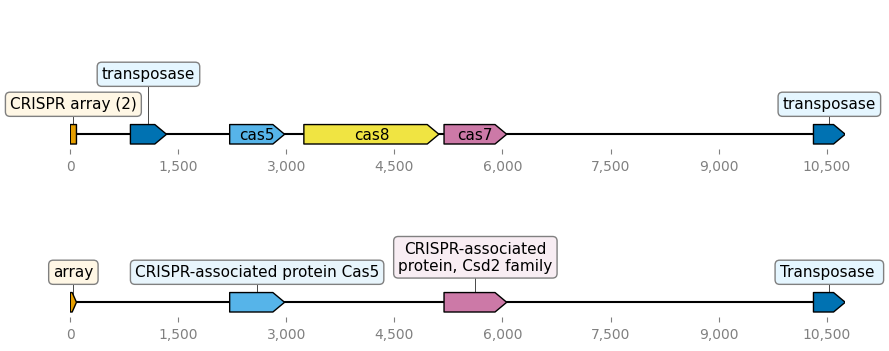 transposase
CRISPR array (2)
transposase
cas5
cas8
cas7
0
1,500
3,000
4,500
6,000
7,500
9,000
10,500
CRISPR-associated
protein, Csd2 family
array
CRISPR-associated protein Cas5
Transposase
0
1,500
3,000
4,500
6,000
7,500
9,000
10,500